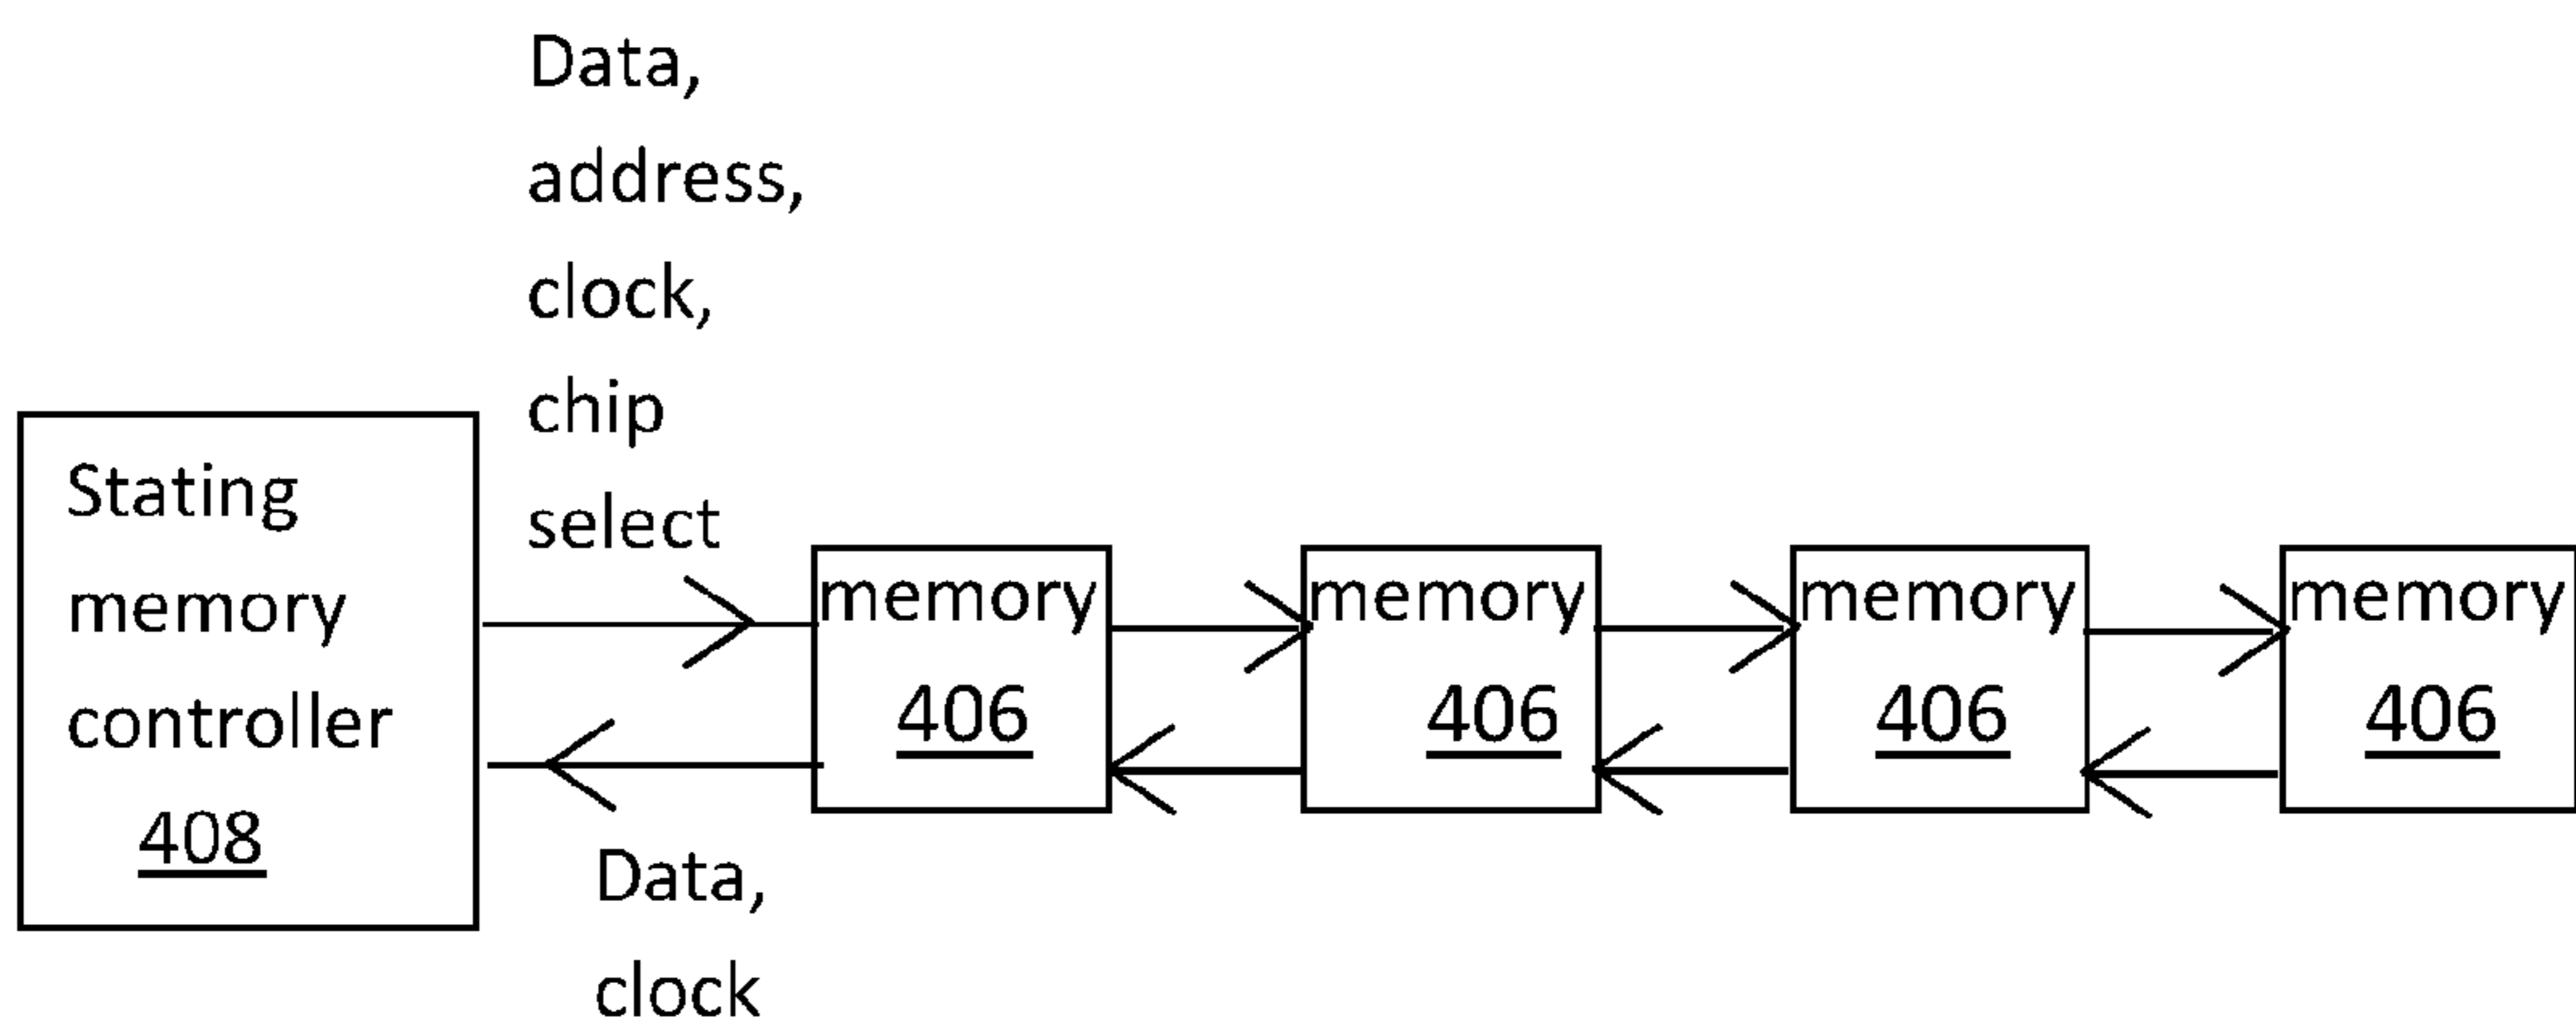 Data,
address,
clock,
chip
select
Stating
memory
controller
408
Data,
clock
memory
406
memory
406
memory
406
memory
406